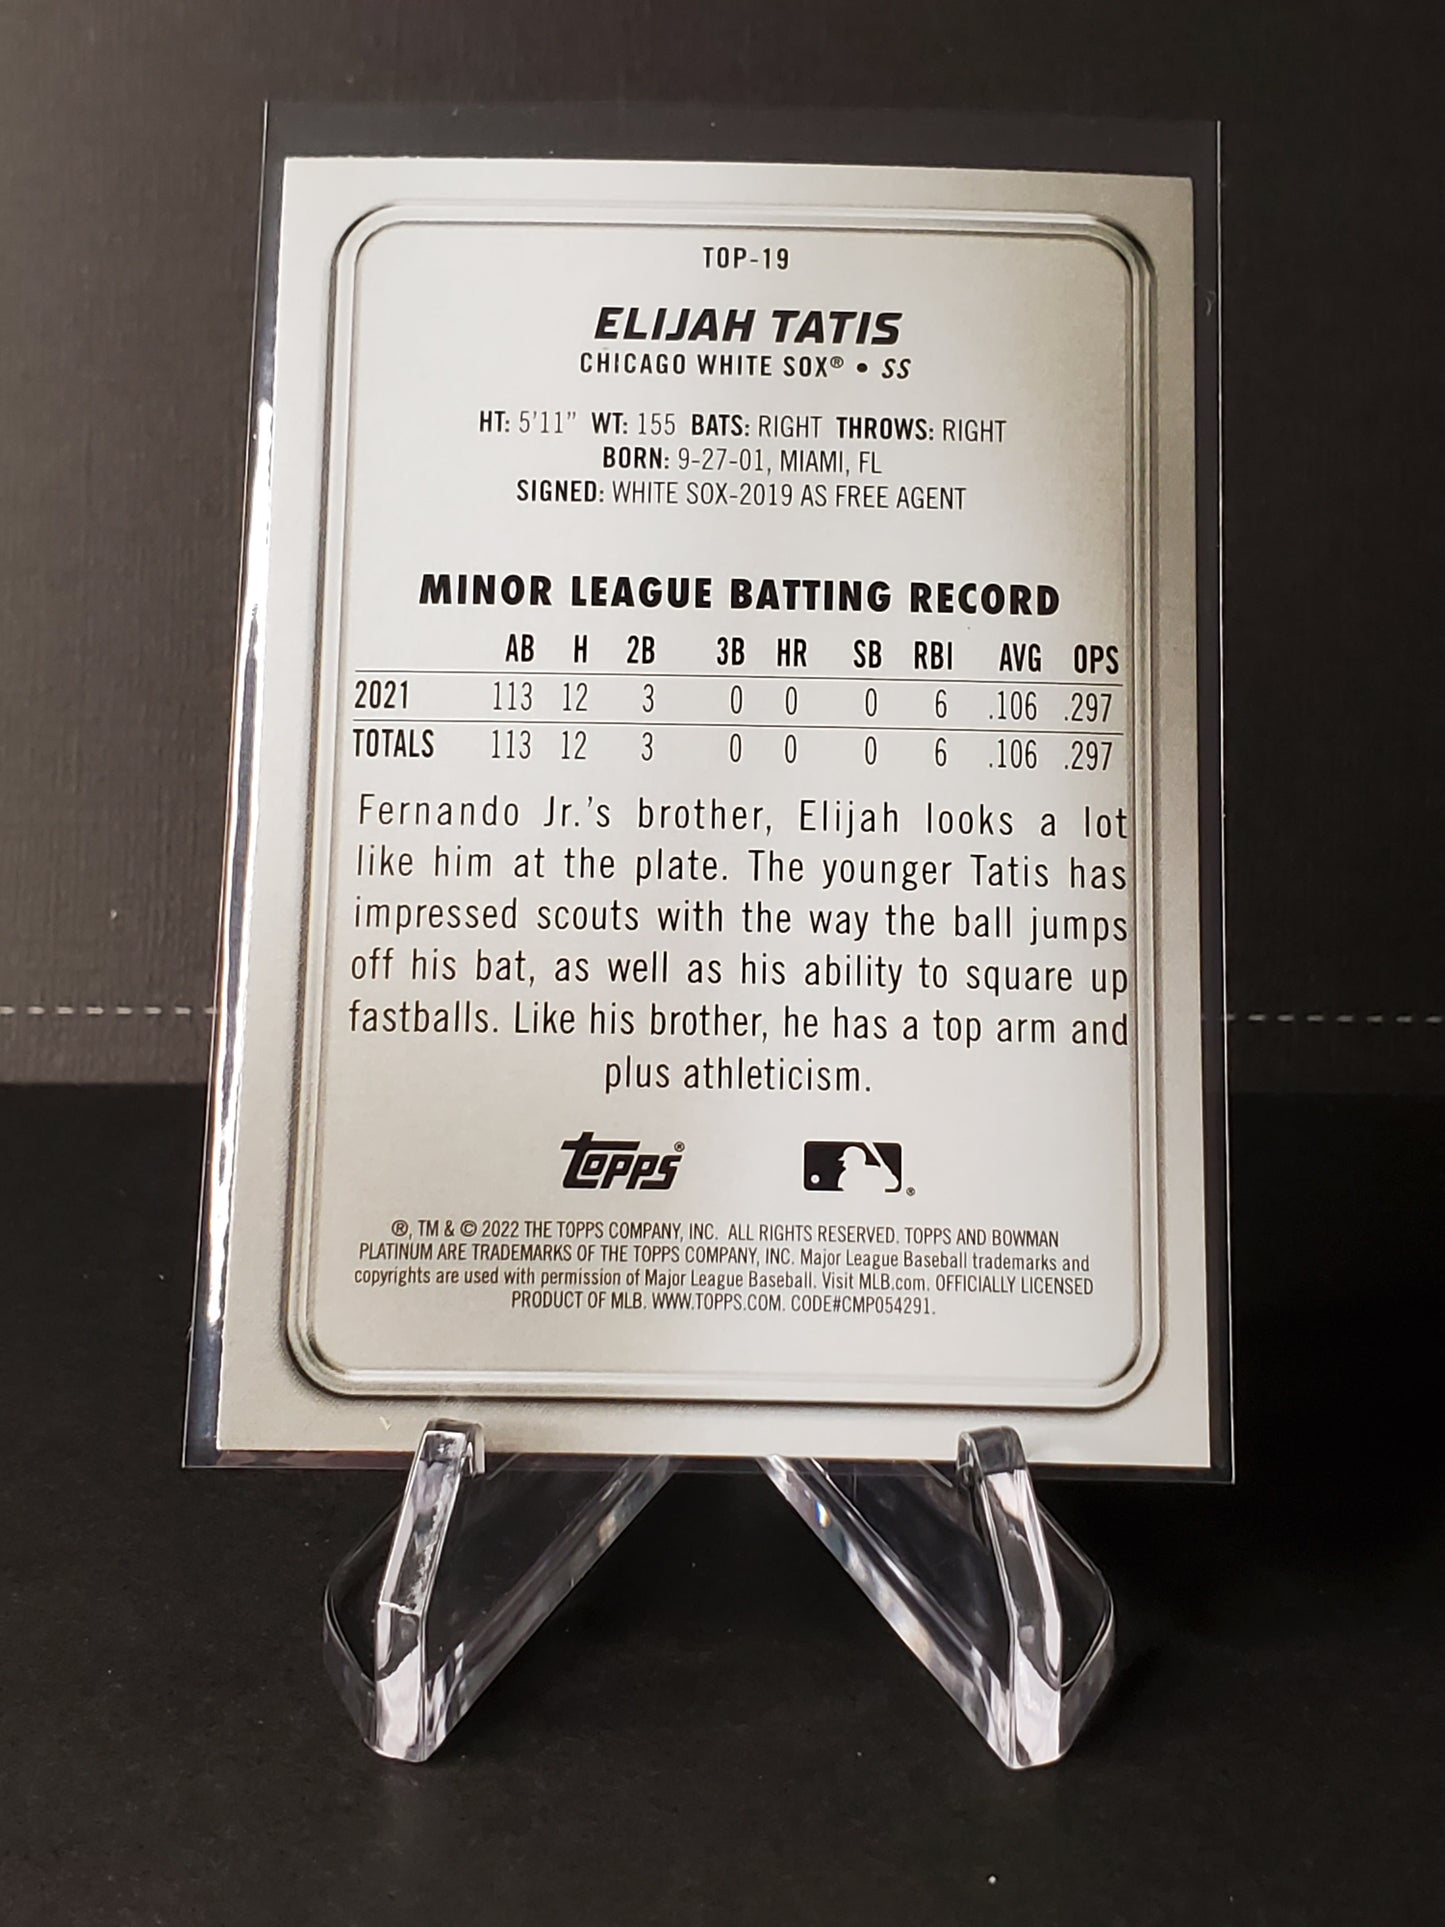 TOP-19
ELIJAH TATIS
CHICAGO WHITE SOX® • SS
HT: 5'11” WT: 155 BATS: RIGHT THROWS: RIGHT
BORN: 9-27-01, MIAMI, FL
SIGNED: WHITE SOX-2019 AS FREE AGENT
MINOR LEAGUE BATTING RECORD
AB H 2B 3B HR SB RBI AVG OPS
2021 113 12 3 0 0 0 6 .106 .297
TOTALS 113 12 3 0 0 0 6 .106 .297
Fernando Jr.'s brother, Elijah looks a lot
like him at the plate. The younger Tatis has
impressed scouts with the way the ball jumps
off his bat, as well as his ability to square up
fastballs. Like his brother, he has a top arm and
plus athleticism.
Topps®
®
®, TM & © 2022 THE TOPPS COMPANY, INC. ALL RIGHTS RESERVED. TOPPS AND BOWMAN
PLATINUM ARE TRADEMARKS OF THE TOPPS COMPANY, INC. Major League Baseball trademarks and
copyrights are used with permission of Major League Baseball. Visit MLB.com. OFFICIALLY LICENSED
PRODUCT OF MLB. WWW.TOPPS.COM. CODE#CMP054291.